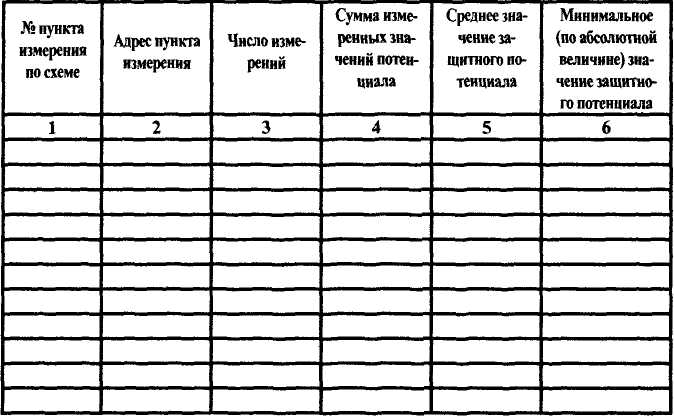 № пункта
измерения
по схеме
Адрес пункта
измерения
Число изме-
рений
Сумма изме-
ренных зна-
чений потен-
циала
Среднее зна-
чение за-
щитного по-
тенциала
Минимальное
(по абсолютной
величине) зна-
чение защитно-
го потенциала
1 2 3 4 5 6